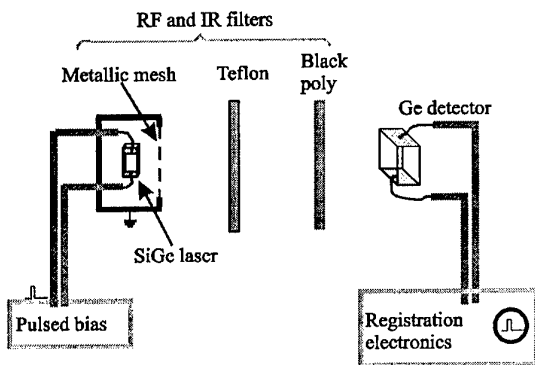 RF and IR filters
Metallic mesh
Teflon
Black
poly
Ge detector
SiGe laser
Pulsed bias
Registration
electronics